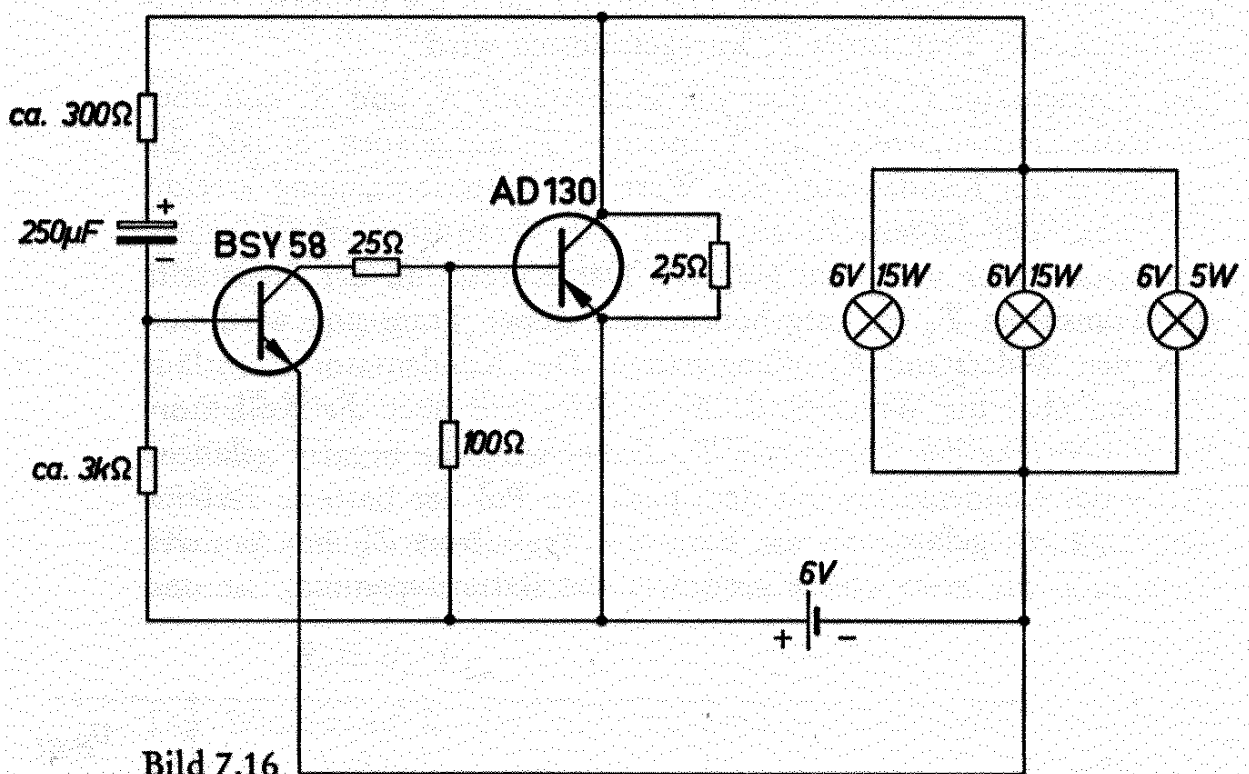 ca. 300Ω
250µF
+
−
BSY 58
25Ω
AD 130
2,5Ω
6V 15W
6V 15W
6V 5W
100Ω
ca. 3kΩ
6V
+ −
Bild 7.16